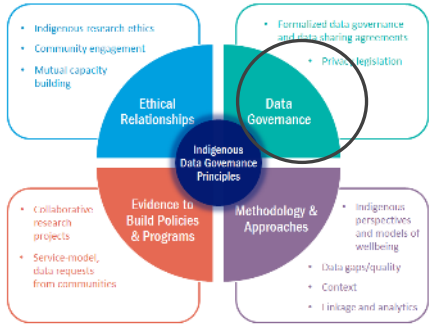 • Indigenous research ethics
• Community engagement
• Mutual capacity
building
• Formalized data governance
and data sharing agreements
• Privacy legislation
Ethical
Relationships
Data
Governance
Indigenous
Data Governance
Principles
Evidence to
Build Policies
& Programs
Methodology &
Approaches
• Collaborative
research
projects
• Service-model,
data requests
from communities
• Indigenous
perspectives
and models of
wellbeing
• Data gaps/quality
• Context
• Linkage and analytics